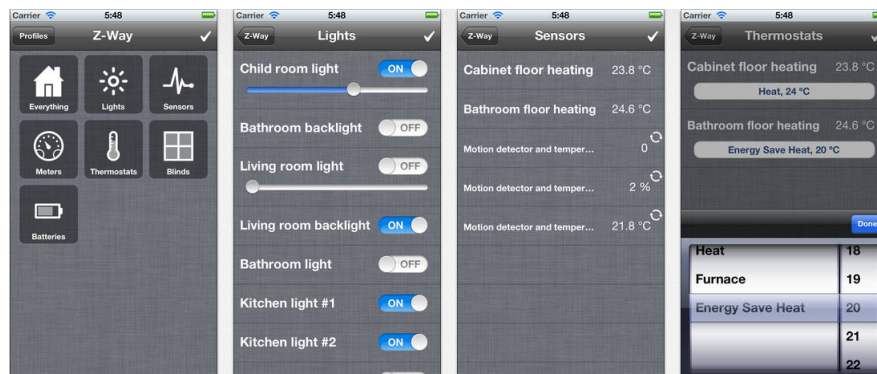 Carrier 5:48
Profiles Z-Way
Everything Lights Sensors
Meters Thermostats Blinds
Batteries
Carrier 5:48
Z-Way Lights
Child room light ON
Bathroom backlight OFF
Living room light OFF
Living room backlight ON
Bathroom light OFF
Kitchen light #1 ON
Kitchen light #2 ON
Carrier 5:48
Z-Way Sensors
Cabinet floor heating 23.8 °C
Bathroom floor heating 24.6 °C
Motion detector and temper... 0
Motion detector and temper... 2 %
Motion detector and temper... 21.8 °C
Carrier 5:48
Z-Way Thermostats
Cabinet floor heating 23.8 °C
Heat, 24 °C
Bathroom floor heating 24.6 °C
Energy Save Heat, 20 °C
Done
Heat 18
Furnace 19
Energy Save Heat 20
21
22